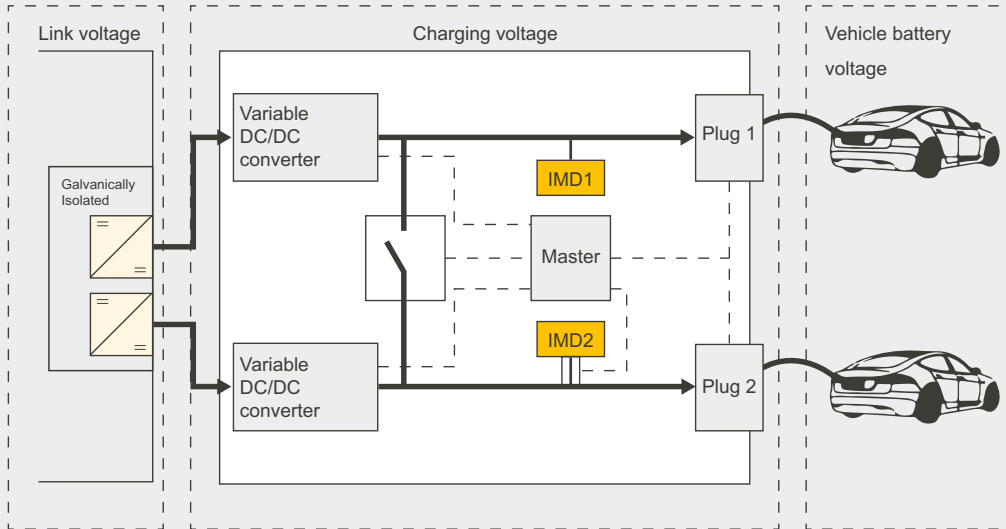 Link voltage
Charging voltage
Vehicle battery
voltage
Variable
DC/DC
converter
Plug 1
IMD1
Galvanically
Isolated
Master
IMD2
Variable
DC/DC
converter
Plug 2